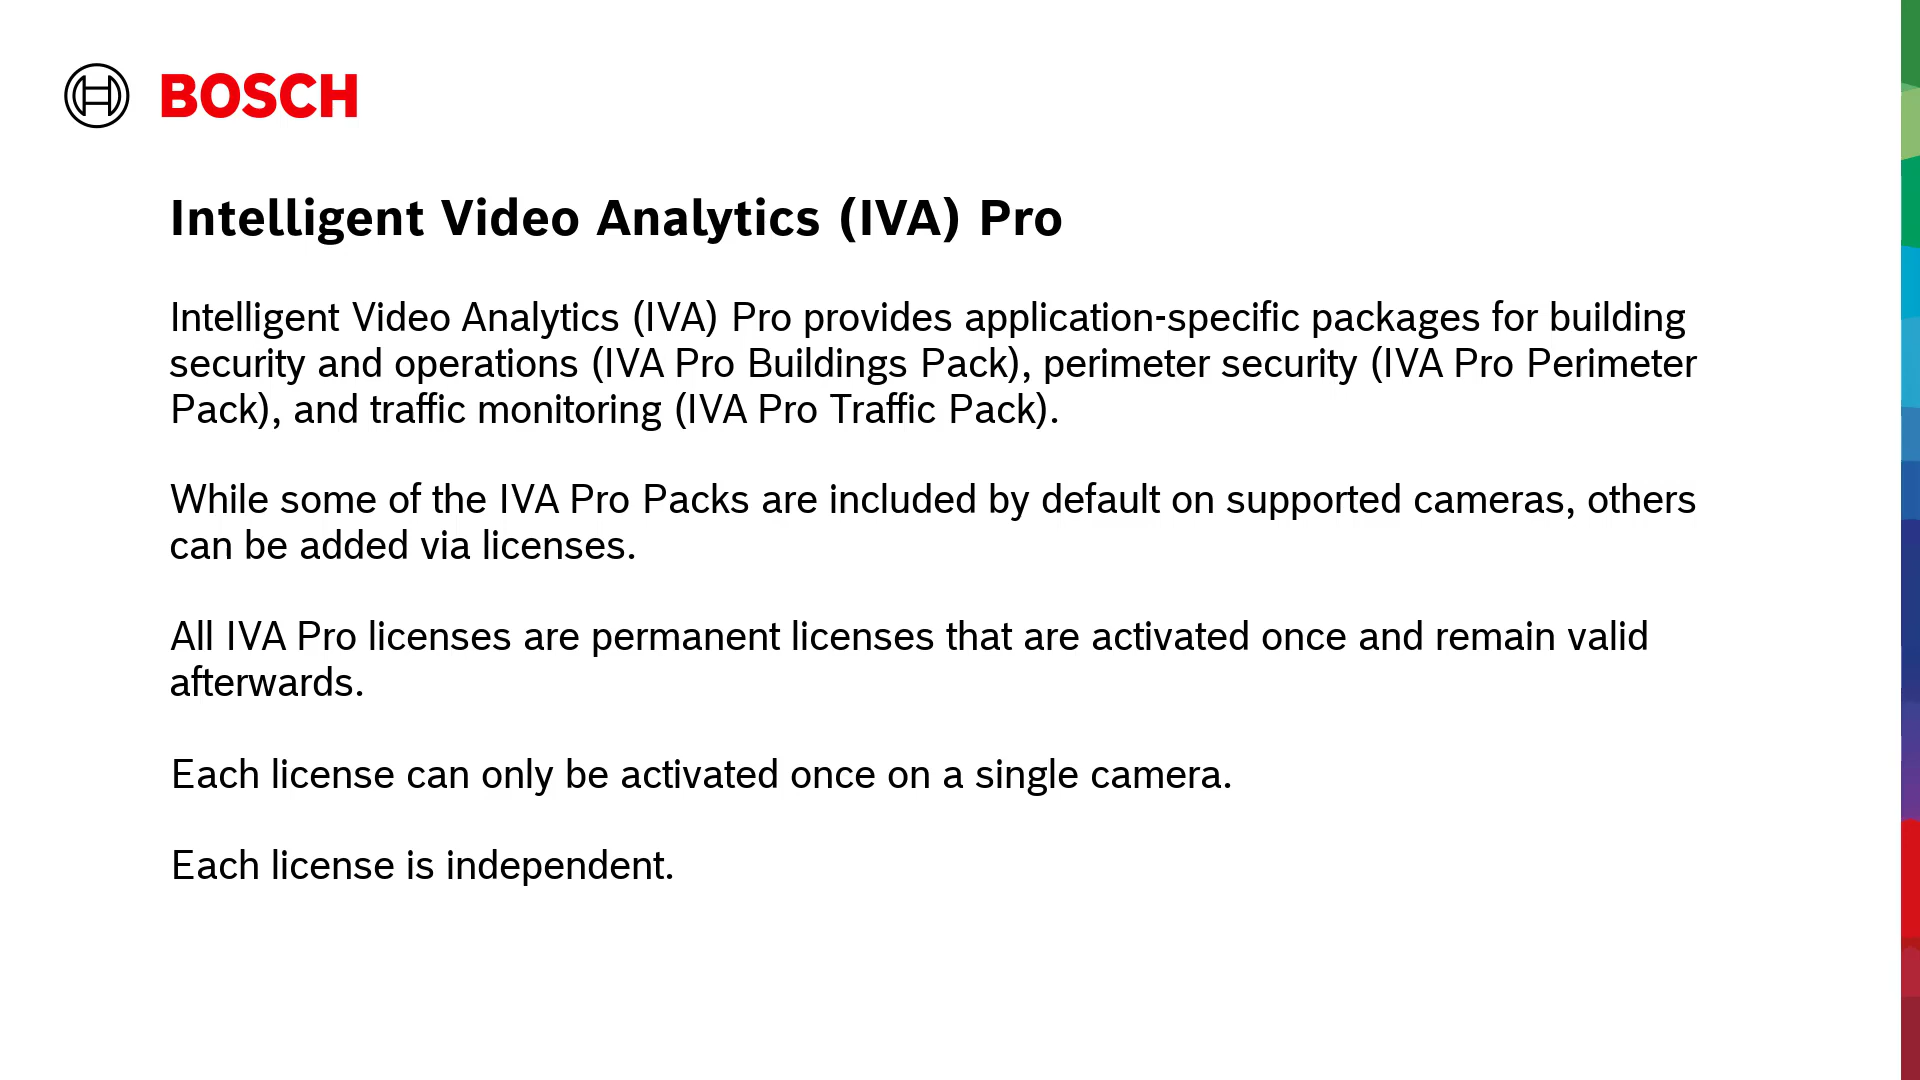 BOSCH
Intelligent Video Analytics (IVA) Pro
Intelligent Video Analytics (IVA) Pro provides application-specific packages for building
security and operations (IVA Pro Buildings Pack), perimeter security (IVA Pro Perimeter
Pack), and traffic monitoring (IVA Pro Traffic Pack).
While some of the IVA Pro Packs are included by default on supported cameras, others
can be added via licenses.
All IVA Pro licenses are permanent licenses that are activated once and remain valid
afterwards.
Each license can only be activated once on a single camera.
Each license is independent.